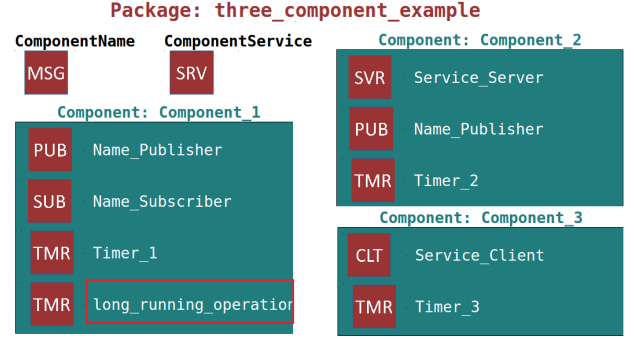 Package: three_component_example
ComponentName ComponentService
MSG SRV
Component: Component_1
PUB Name_Publisher
SUB Name_Subscriber
TMR Timer_1
TMR long_running_operation
Component: Component_2
SVR Service_Server
PUB Name_Publisher
TMR Timer_2
Component: Component_3
CLT Service_Client
TMR Timer_3